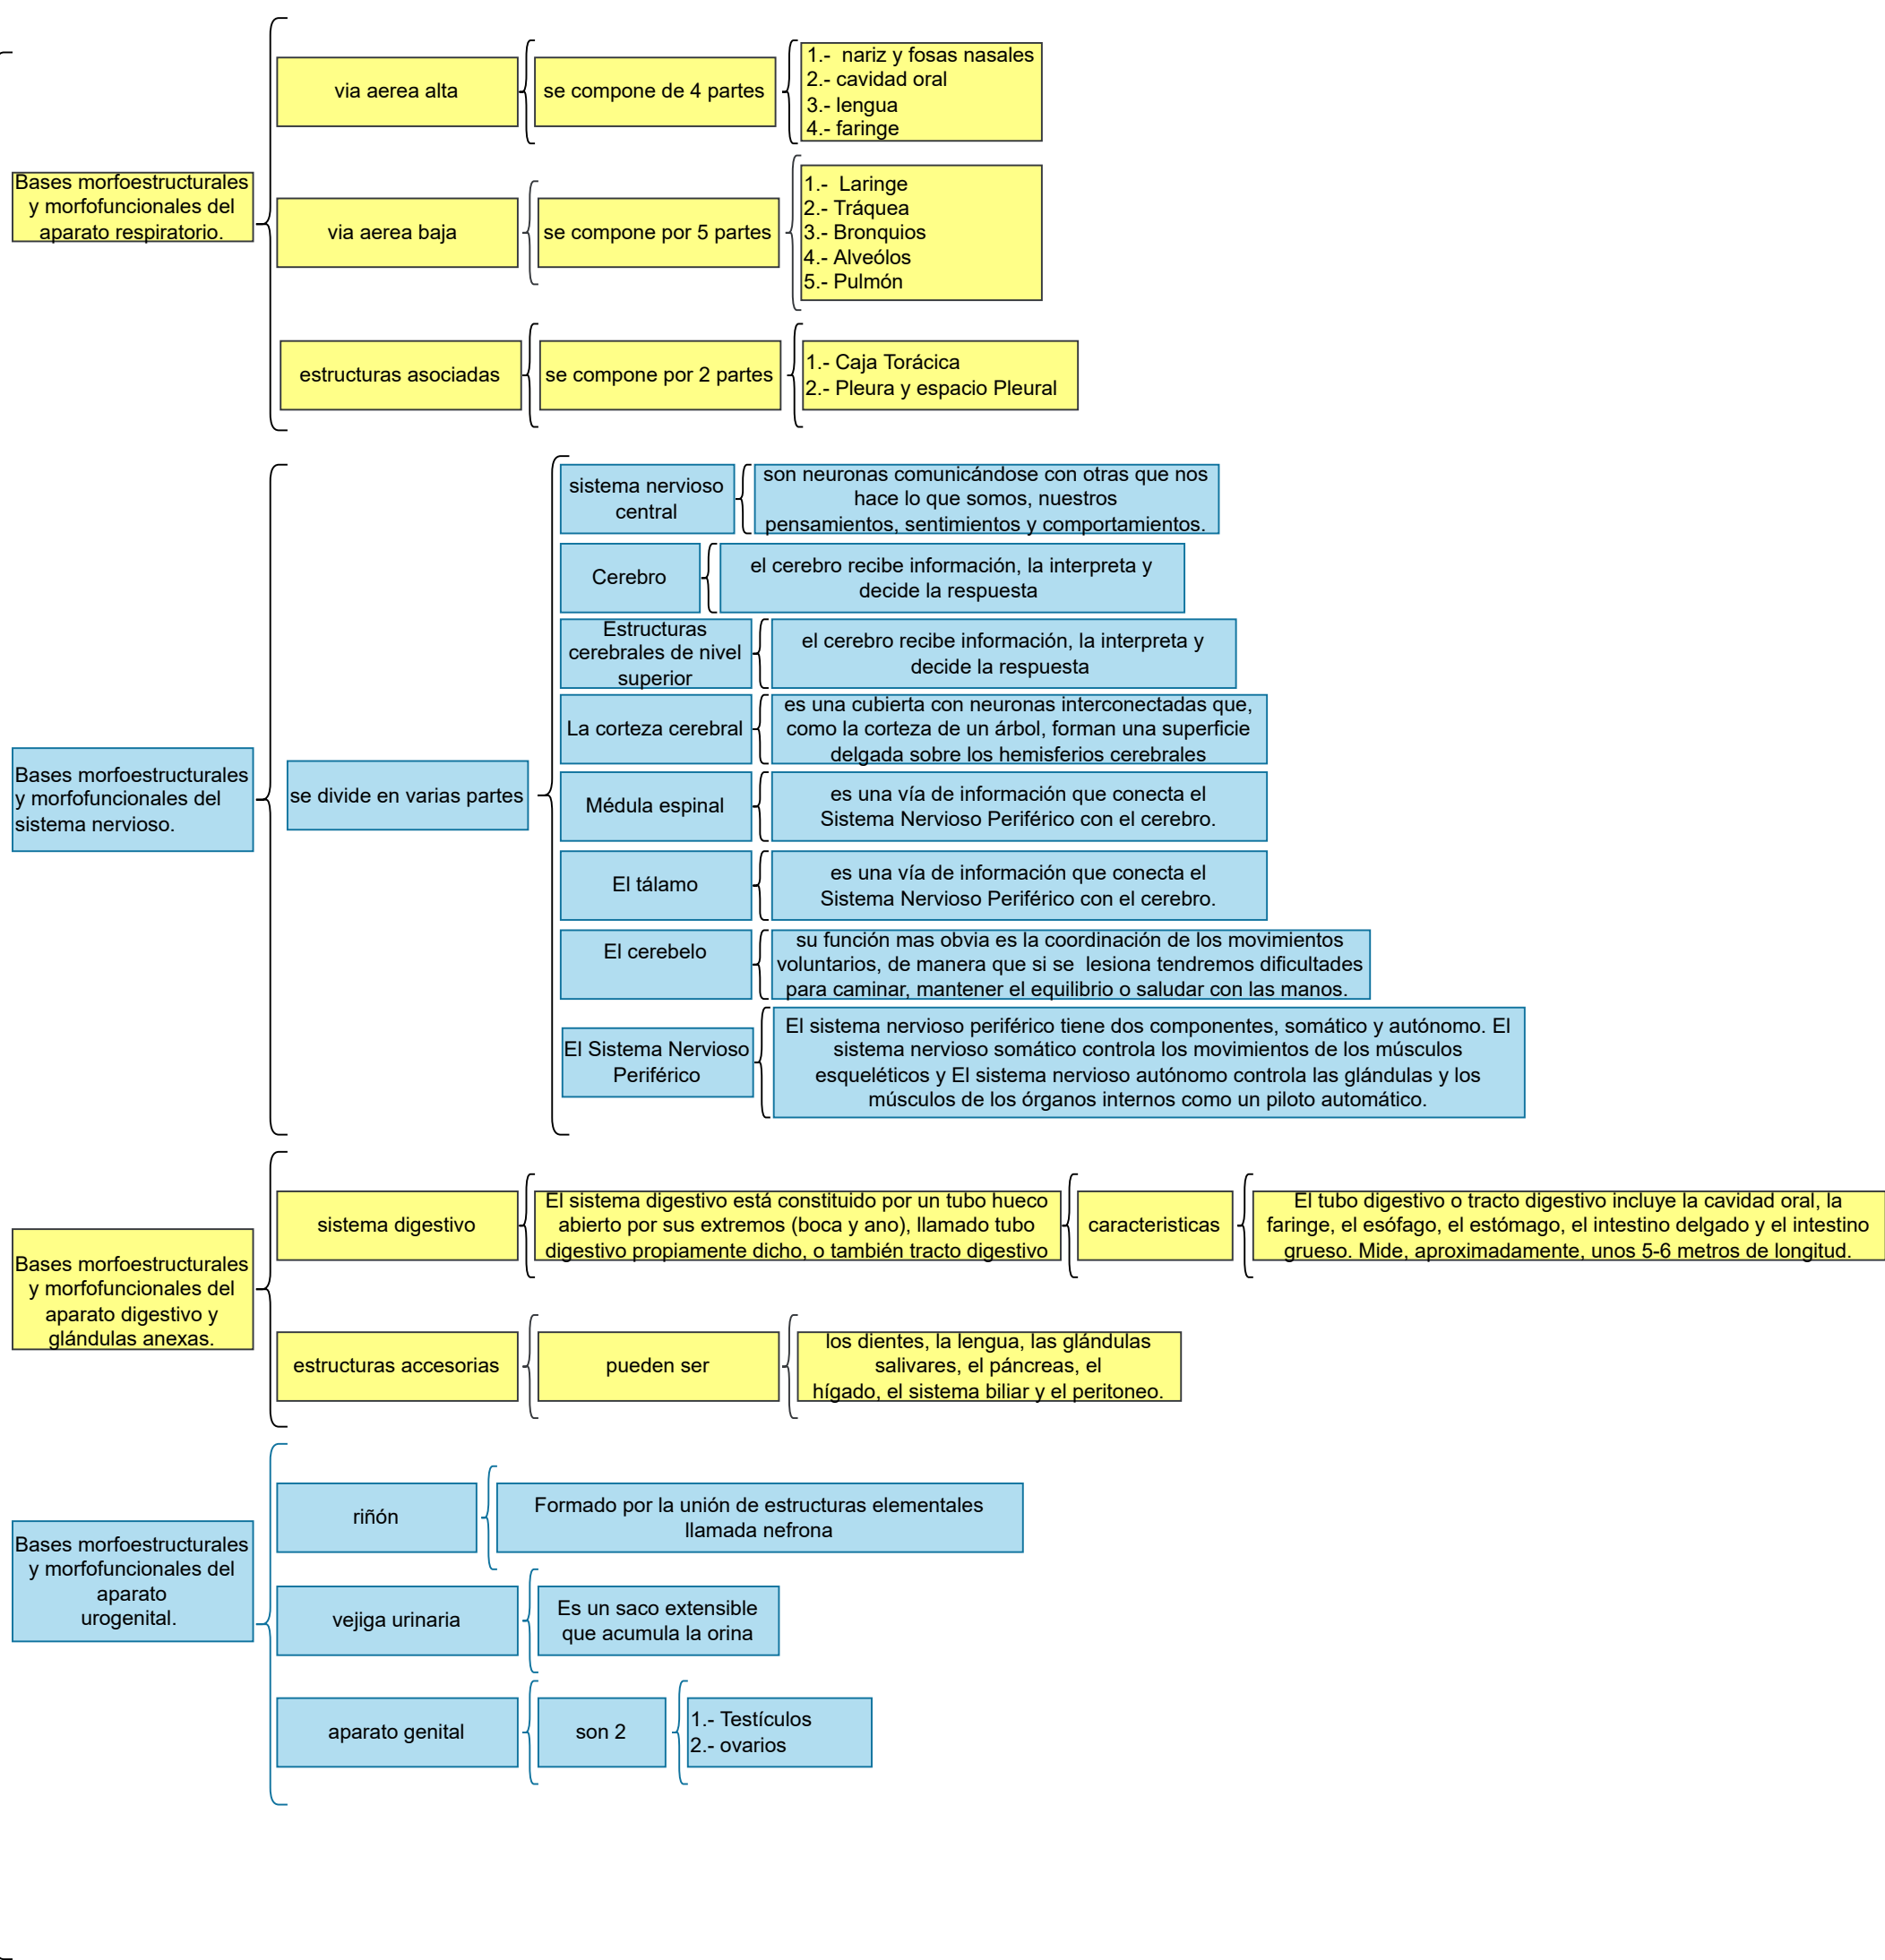 Bases morfoestructurales
y morfofuncionales del
aparato respiratorio.
via aerea alta
se compone de 4 partes
1.-  nariz y fosas nasales
2.- cavidad oral
3.- lengua
4.- faringe
via aerea baja
se compone por 5 partes
1.-  Laringe
2.- Tráquea
3.- Bronquios
4.- Alveólos
5.- Pulmón
estructuras asociadas
se compone por 2 partes
1.- Caja Torácica
2.- Pleura y espacio Pleural
Bases morfoestructurales
y morfofuncionales del
sistema nervioso.
se divide en varias partes
sistema nervioso
central
son neuronas comunicándose con otras que nos
hace lo que somos, nuestros
pensamientos, sentimientos y comportamientos.
Cerebro
el cerebro recibe información, la interpreta y
decide la respuesta
Estructuras
cerebrales de nivel
superior
el cerebro recibe información, la interpreta y
decide la respuesta
La corteza cerebral
es una cubierta con neuronas interconectadas que,
como la corteza de un árbol, forman una superficie
delgada sobre los hemisferios cerebrales
Médula espinal
es una vía de información que conecta el
Sistema Nervioso Periférico con el cerebro.
El tálamo
es una vía de información que conecta el
Sistema Nervioso Periférico con el cerebro.
El cerebelo
su función mas obvia es la coordinación de los movimientos
voluntarios, de manera que si se  lesiona tendremos dificultades
para caminar, mantener el equilibrio o saludar con las manos.
El Sistema Nervioso
Periférico
El sistema nervioso periférico tiene dos componentes, somático y autónomo. El
sistema nervioso somático controla los movimientos de los músculos
esqueléticos y El sistema nervioso autónomo controla las glándulas y los
músculos de los órganos internos como un piloto automático.
Bases morfoestructurales
y morfofuncionales del
aparato digestivo y
glándulas anexas.
sistema digestivo
El sistema digestivo está constituido por un tubo hueco
abierto por sus extremos (boca y ano), llamado tubo
digestivo propiamente dicho, o también tracto digestivo
caracteristicas
El tubo digestivo o tracto digestivo incluye la cavidad oral, la
faringe, el esófago, el estómago, el intestino delgado y el intestino
grueso. Mide, aproximadamente, unos 5-6 metros de longitud.
estructuras accesorias
pueden ser
los dientes, la lengua, las glándulas
salivares, el páncreas, el
hígado, el sistema biliar y el peritoneo.
Bases morfoestructurales
y morfofuncionales del
aparato
urogenital.
riñón
Formado por la unión de estructuras elementales
llamada nefrona
vejiga urinaria
Es un saco extensible
que acumula la orina
aparato genital
son 2
1.- Testículos
2.- ovarios